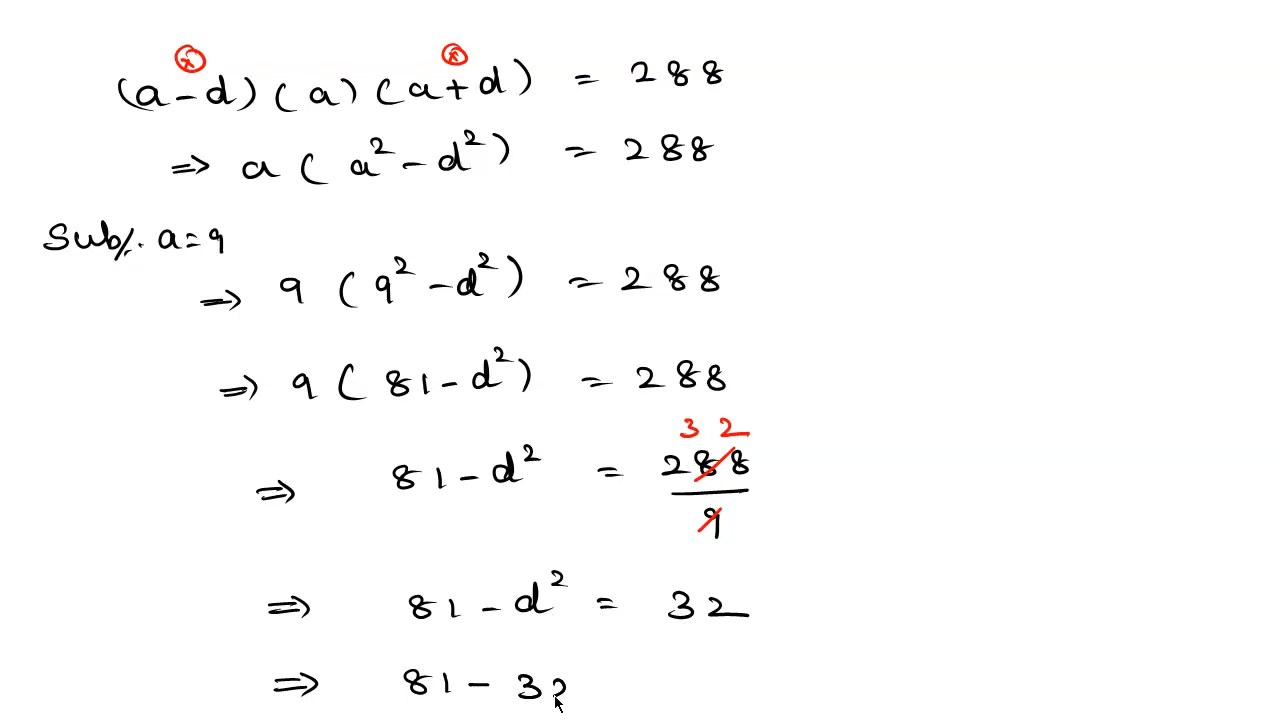 (a-d)(a)(a+d) = 288
⇒ a(a²-d²) = 288
Sub/. a=9
⇒ 9(9²-d²) = 288
⇒ 9(81-d²) = 288
32
⇒ 81-d² = 288/9
⇒ 81-d² = 32
⇒ 81-32